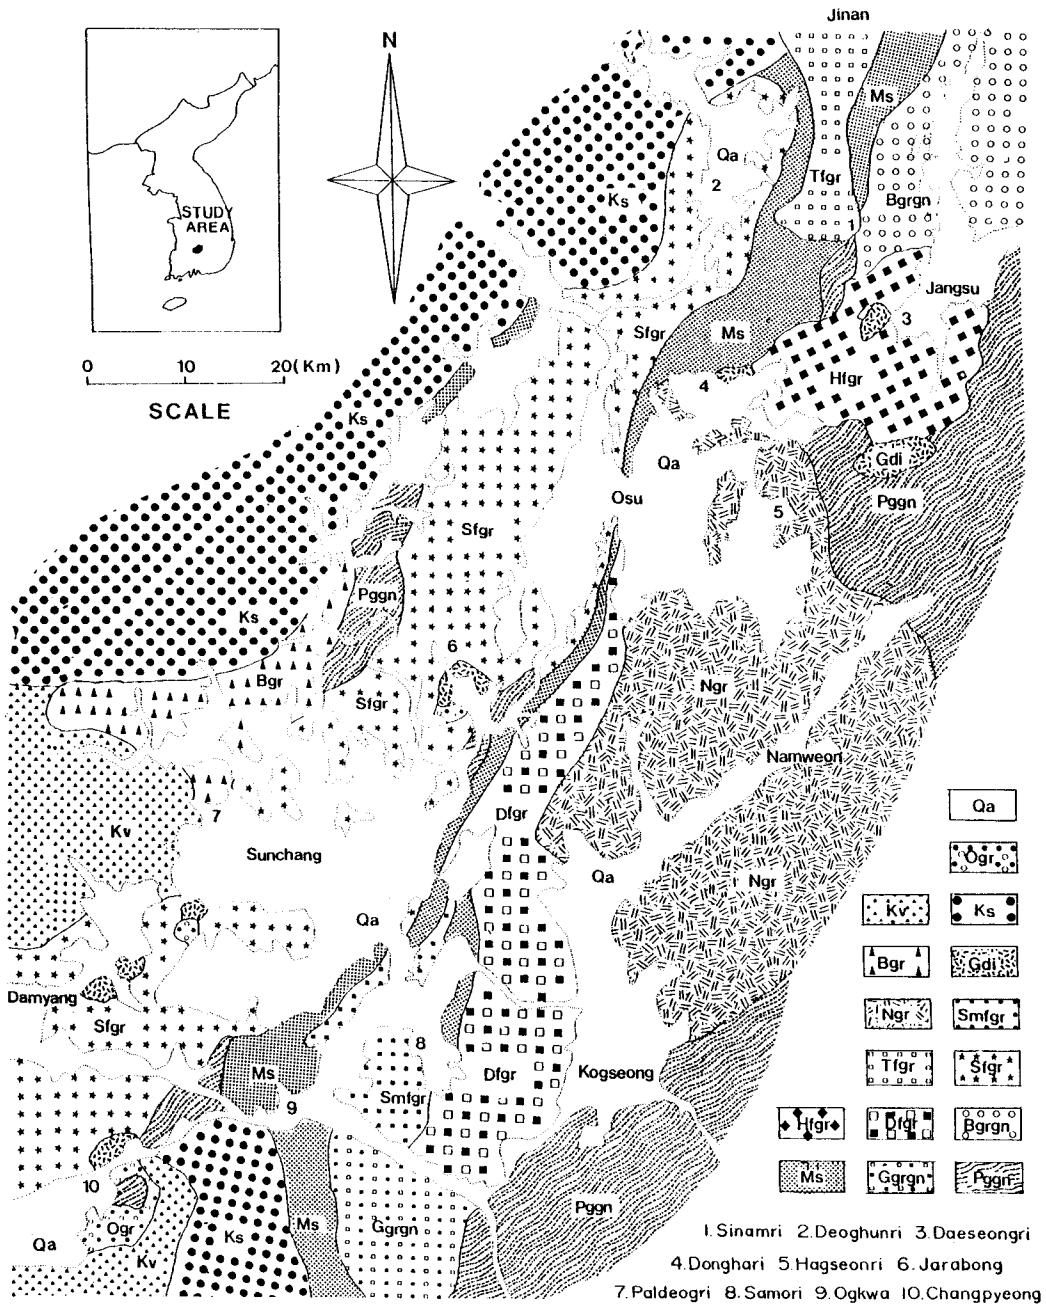 Jinan
N
STUDY
AREA
0 10 20(Km)
SCALE
Ks
Qa
2
Ms
Tfgr
Bgrgn
1
Jangsu
3
Sfgr
Ms
4
Hfgr
Ks
Qa
Gdi
Osu
5
Pggn
Sfgr
Pggn
Ks
6
Bgr
Sfgr
Ngr
Namweon
7
Kv
Dfgr
Sunchang
Qa
Ngr
Qa
Damyang
Sfgr
8
Ms
Dfgr
Kogseong
Smfgr
9
10
Ogr
Ms
Ggrgn
Pggn
Ks
Qa
Kv
Qa
Ogr
Kv Ks
Bgr Gdi
Ngr Smfgr
Tfgr Sfgr
Hfgr Dfgr Bgrgn
Ms Ggrgn Pggn
1. Sinamri 2. Deoghunri 3. Daeseongri
4. Donghari 5. Hagseonri 6. Jarabong
7. Paldeogri 8. Samori 9. Ogkwa 10. Changpyeong